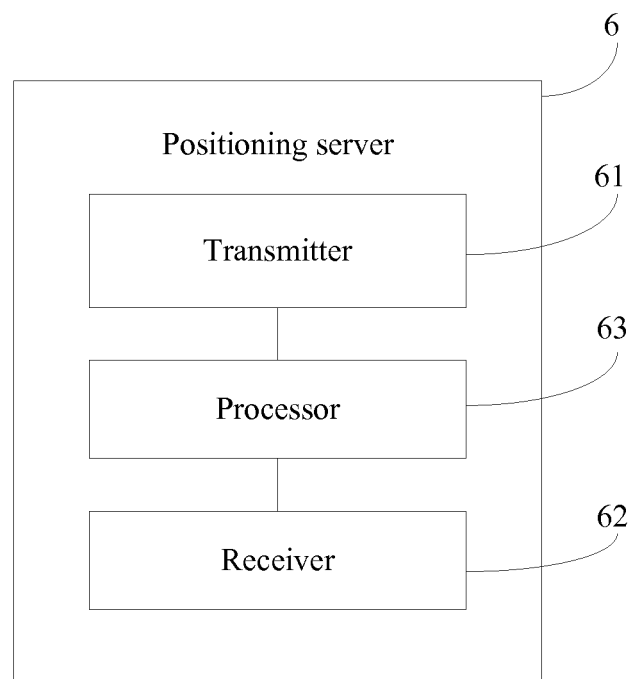 6
Positioning server
61
Transmitter
63
Processor
62
Receiver